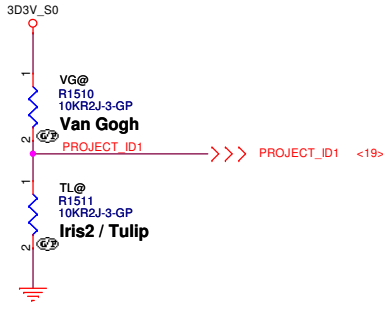 3D3V_S0
1
VG@
R1510
10KR2J-3-GP
Van Gogh
2
G/P
PROJECT_ID1
PROJECT_ID1 <19>
1
TL@
R1511
10KR2J-3-GP
Iris2 / Tulip
2
G/P